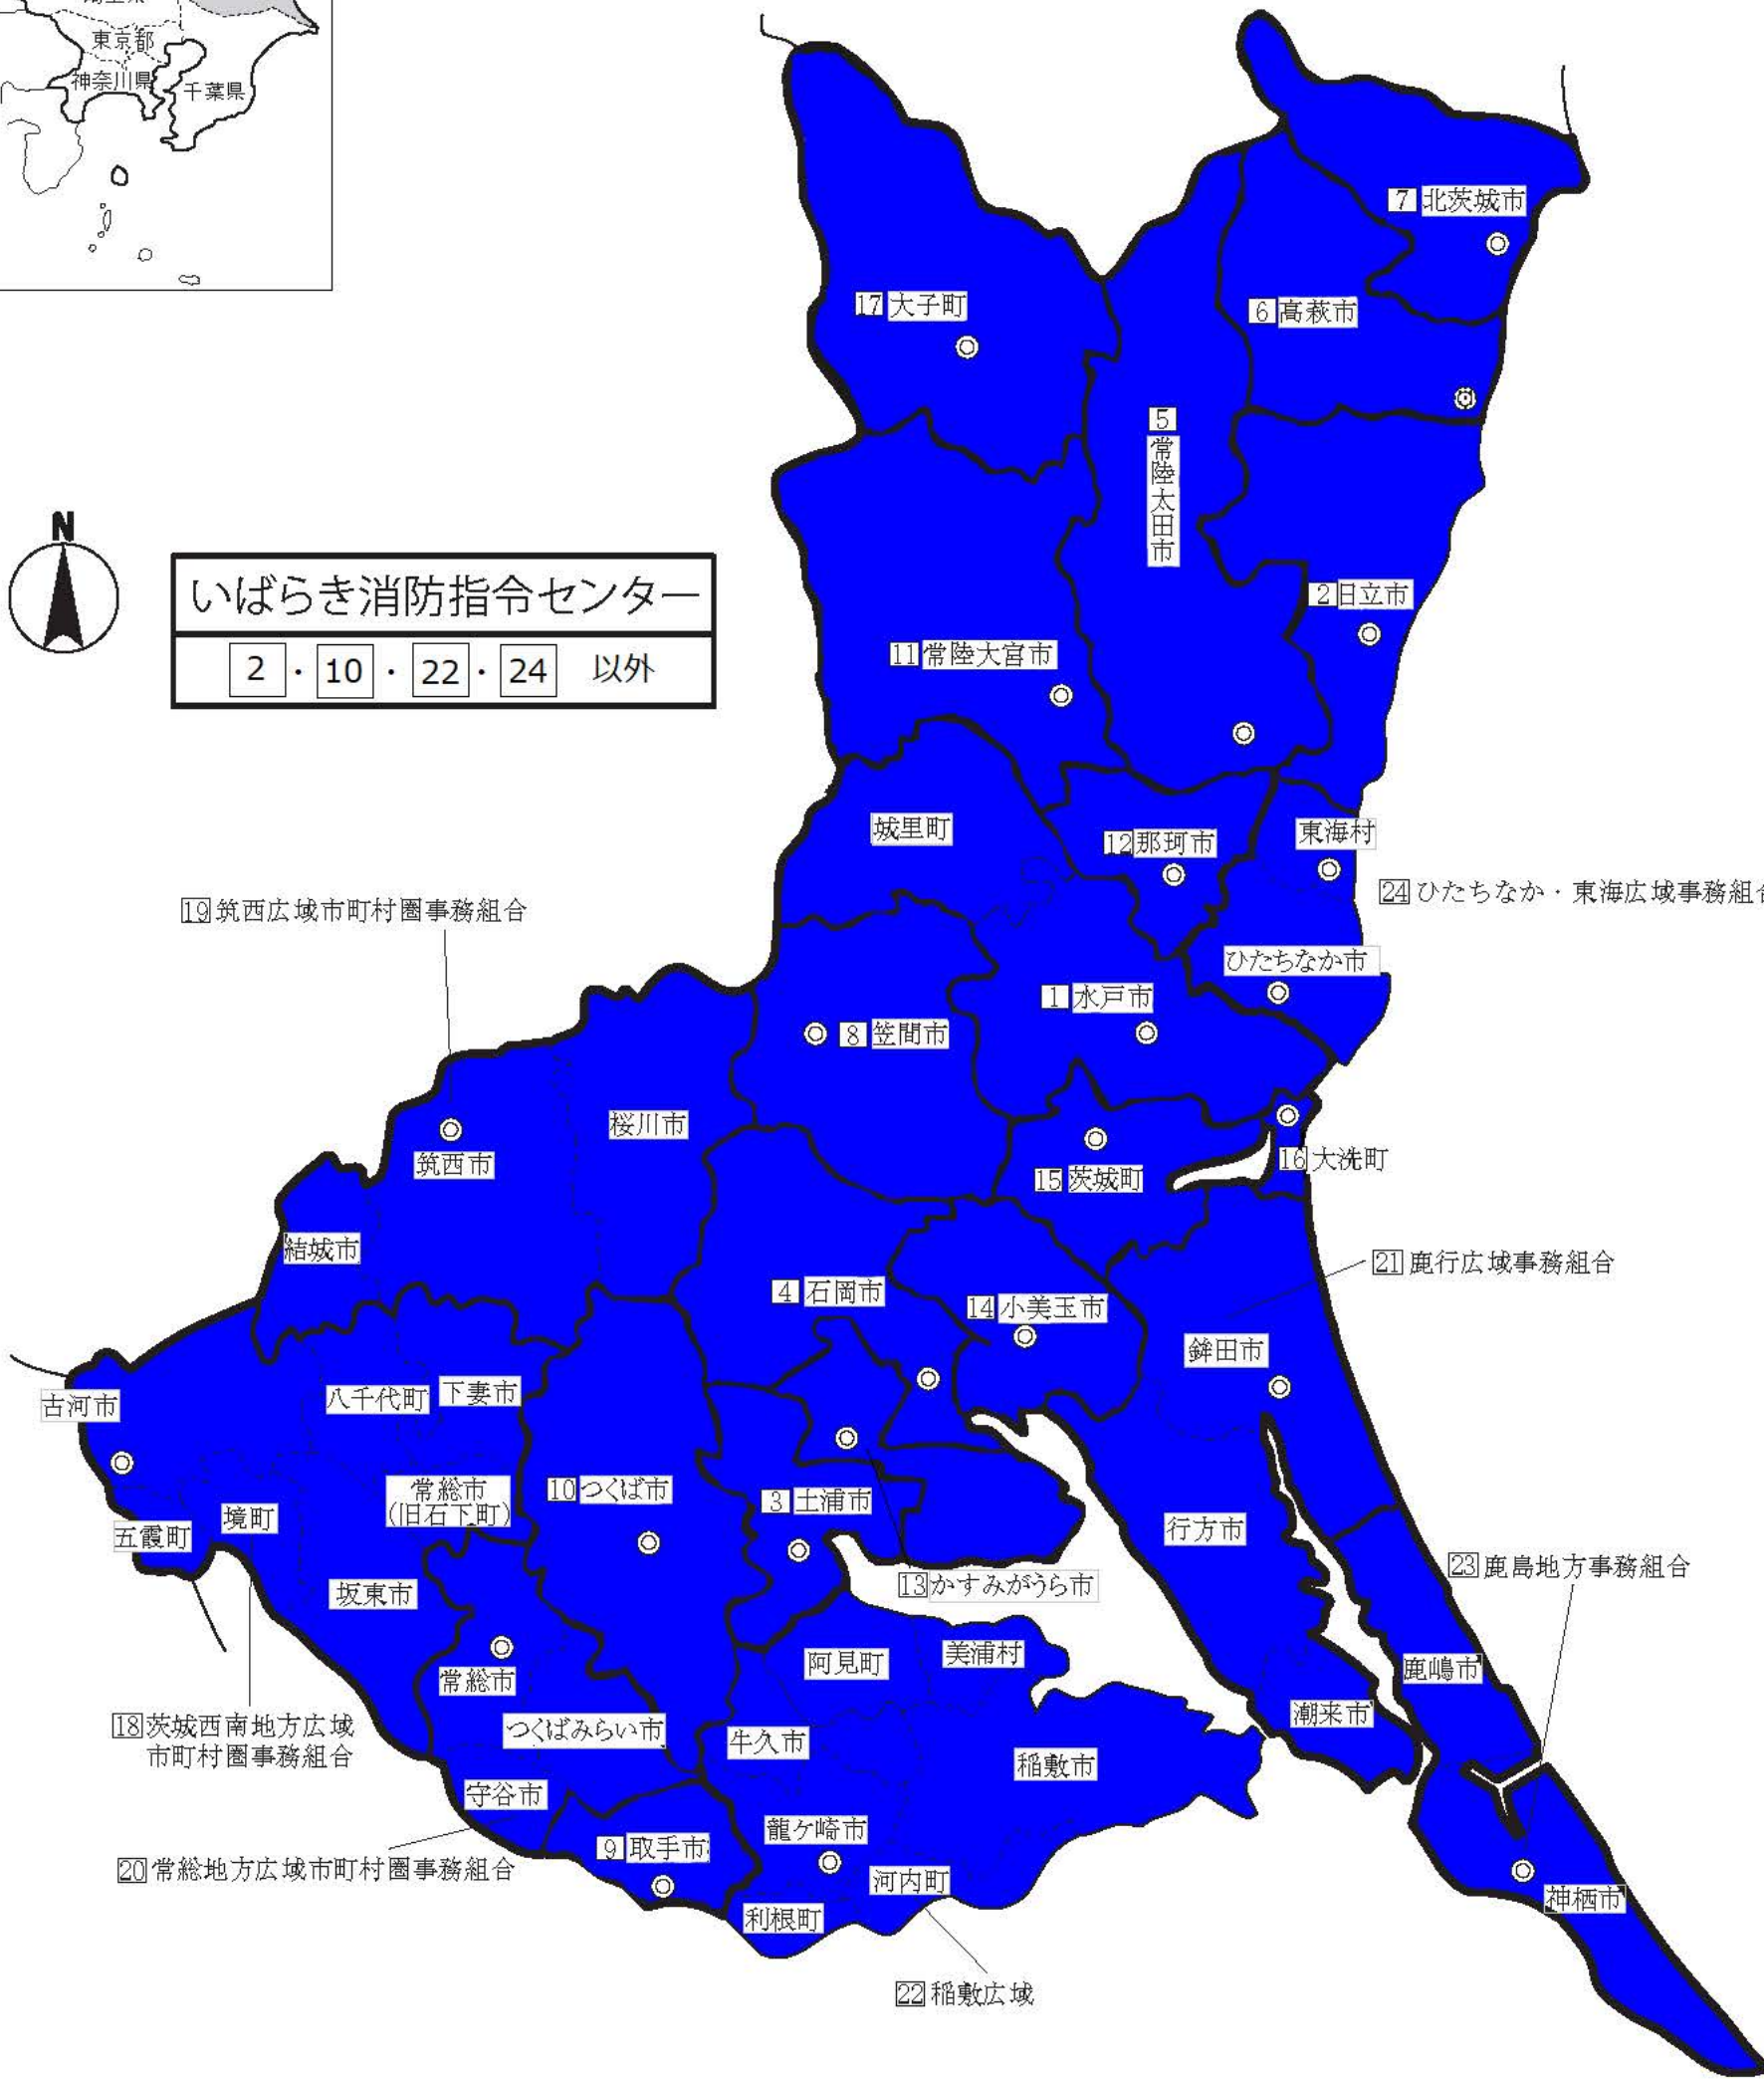 東京都
神奈川県
千葉県
7 北茨城市
17 大子町
6 高萩市
5 常陸太田市
N
いばらき消防指令センター
2・10・22・24 以外
2 日立市
11 常陸大宮市
城里町
12 那珂市
東海村
24 ひたちなか・東海広域事務組
19 筑西広域市町村圏事務組合
ひたちなか市
1 水戸市
8 笠間市
桜川市
筑西市
16 大洗町
15 茨城町
結城市
21 鹿行広域事務組合
4 石岡市
14 小美玉市
鉾田市
古河市
八千代町
下妻市
常総市
(旧石下町)
10 つくば市
3 土浦市
境町
五霞町
行方市
23 鹿島地方事務組合
13 かすみがうら市
坂東市
阿見町
美浦村
鹿嶋市
常総市
潮来市
18 茨城西南地方広域
市町村圏事務組合
つくばみらい市
牛久市
稲敷市
守谷市
龍ケ崎市
9 取手市
20 常総地方広域市町村圏事務組合
河内町
神栖市
利根町
22 稲敷広域